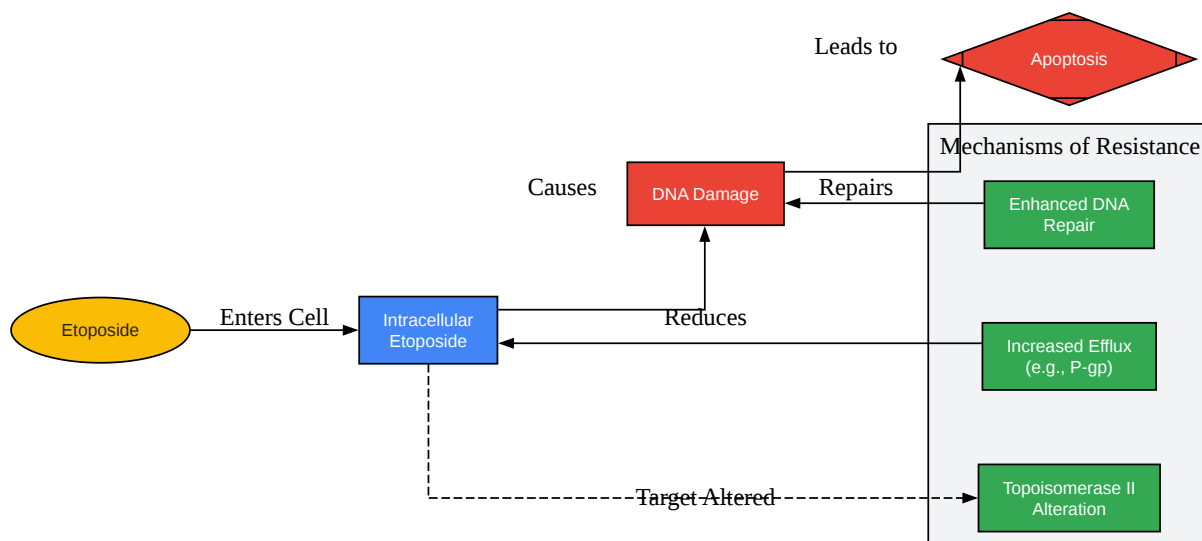 Leads to
Apoptosis
Mechanisms of Resistance
Causes
DNA Damage
Repairs
Enhanced DNA
Repair
Etoposide
Enters Cell
Intracellular
Etoposide
Reduces
Increased Efflux
(e.g., P-gp)
Target Altered
Topoisomerase II
Alteration